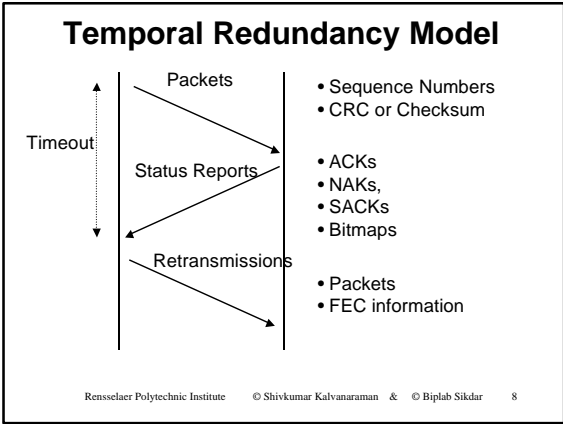 Temporal Redundancy Model
Packets
• Sequence Numbers
• CRC or Checksum
Timeout
Status Reports
• ACKs
• NAKs,
• SACKs
• Bitmaps
Retransmissions
• Packets
• FEC information
Rensselaer Polytechnic Institute © Shivkumar Kalvanaraman & © Biplab Sikdar 8